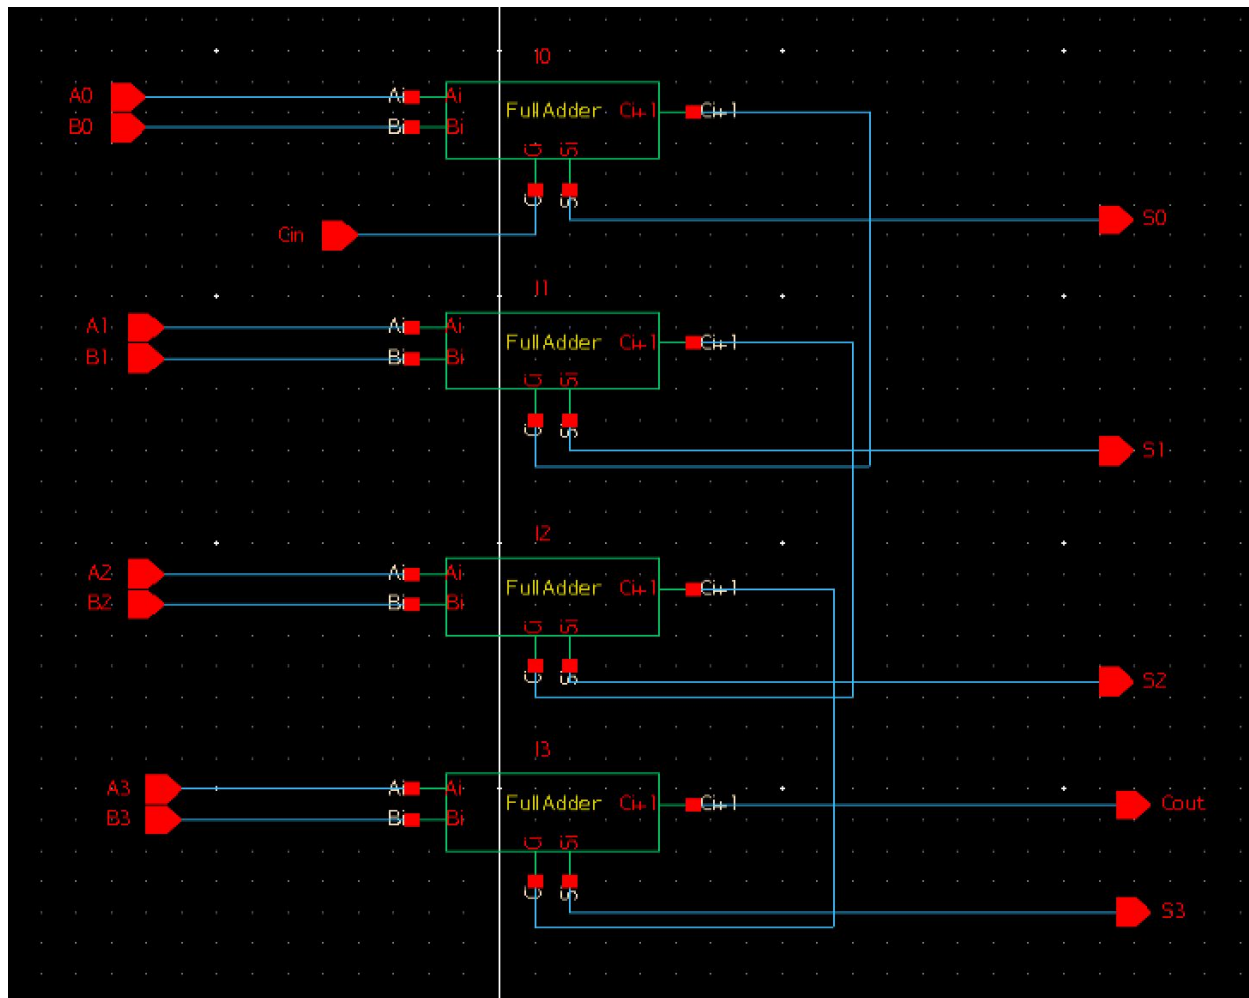 I0
A0 Ai Ai FullAdder Ci+1 Ci+1
B0 Bi Bi
Ci Si
Ci Si
S0
Cin
I1
A1 Ai Ai FullAdder Ci+1 Ci+1
B1 Bi Bi
Ci Si
Ci Si
S1
I2
A2 Ai Ai FullAdder Ci+1 Ci+1
B2 Bi Bi
Ci Si
Ci Si
S2
I3
A3 Ai Ai FullAdder Ci+1 Ci+1 Cout
B3 Bi Bi
Ci Si
Ci Si
S3